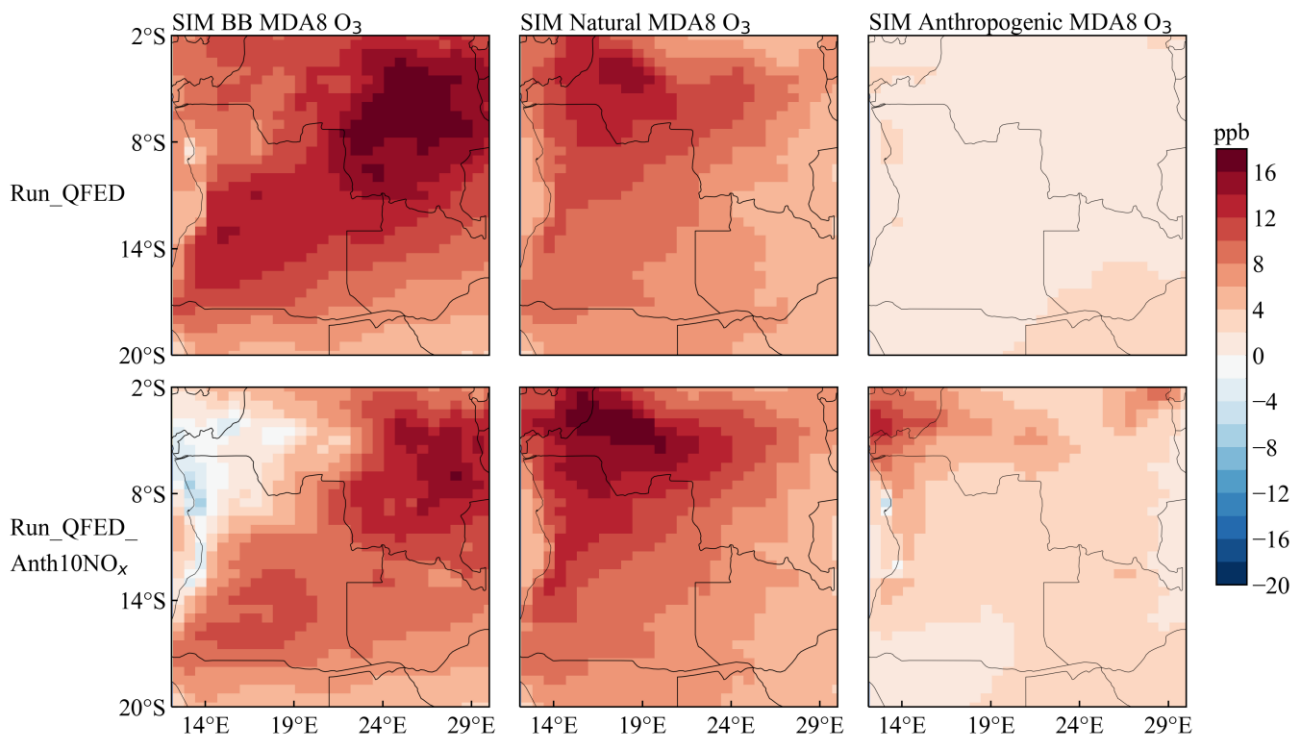 SIM BB MDA8 O₃ SIM Natural MDA8 O₃ SIM Anthropogenic MDA8 O₃
2°S
8°S
14°S
20°S
Run_QFED
ppb
16
12
8
4
0
−4
−8
−12
−16
−20
2°S
8°S
14°S
20°S
Run_QFED_
Anth10NOₓ
14°E 19°E 24°E 29°E 14°E 19°E 24°E 29°E 14°E 19°E 24°E 29°E